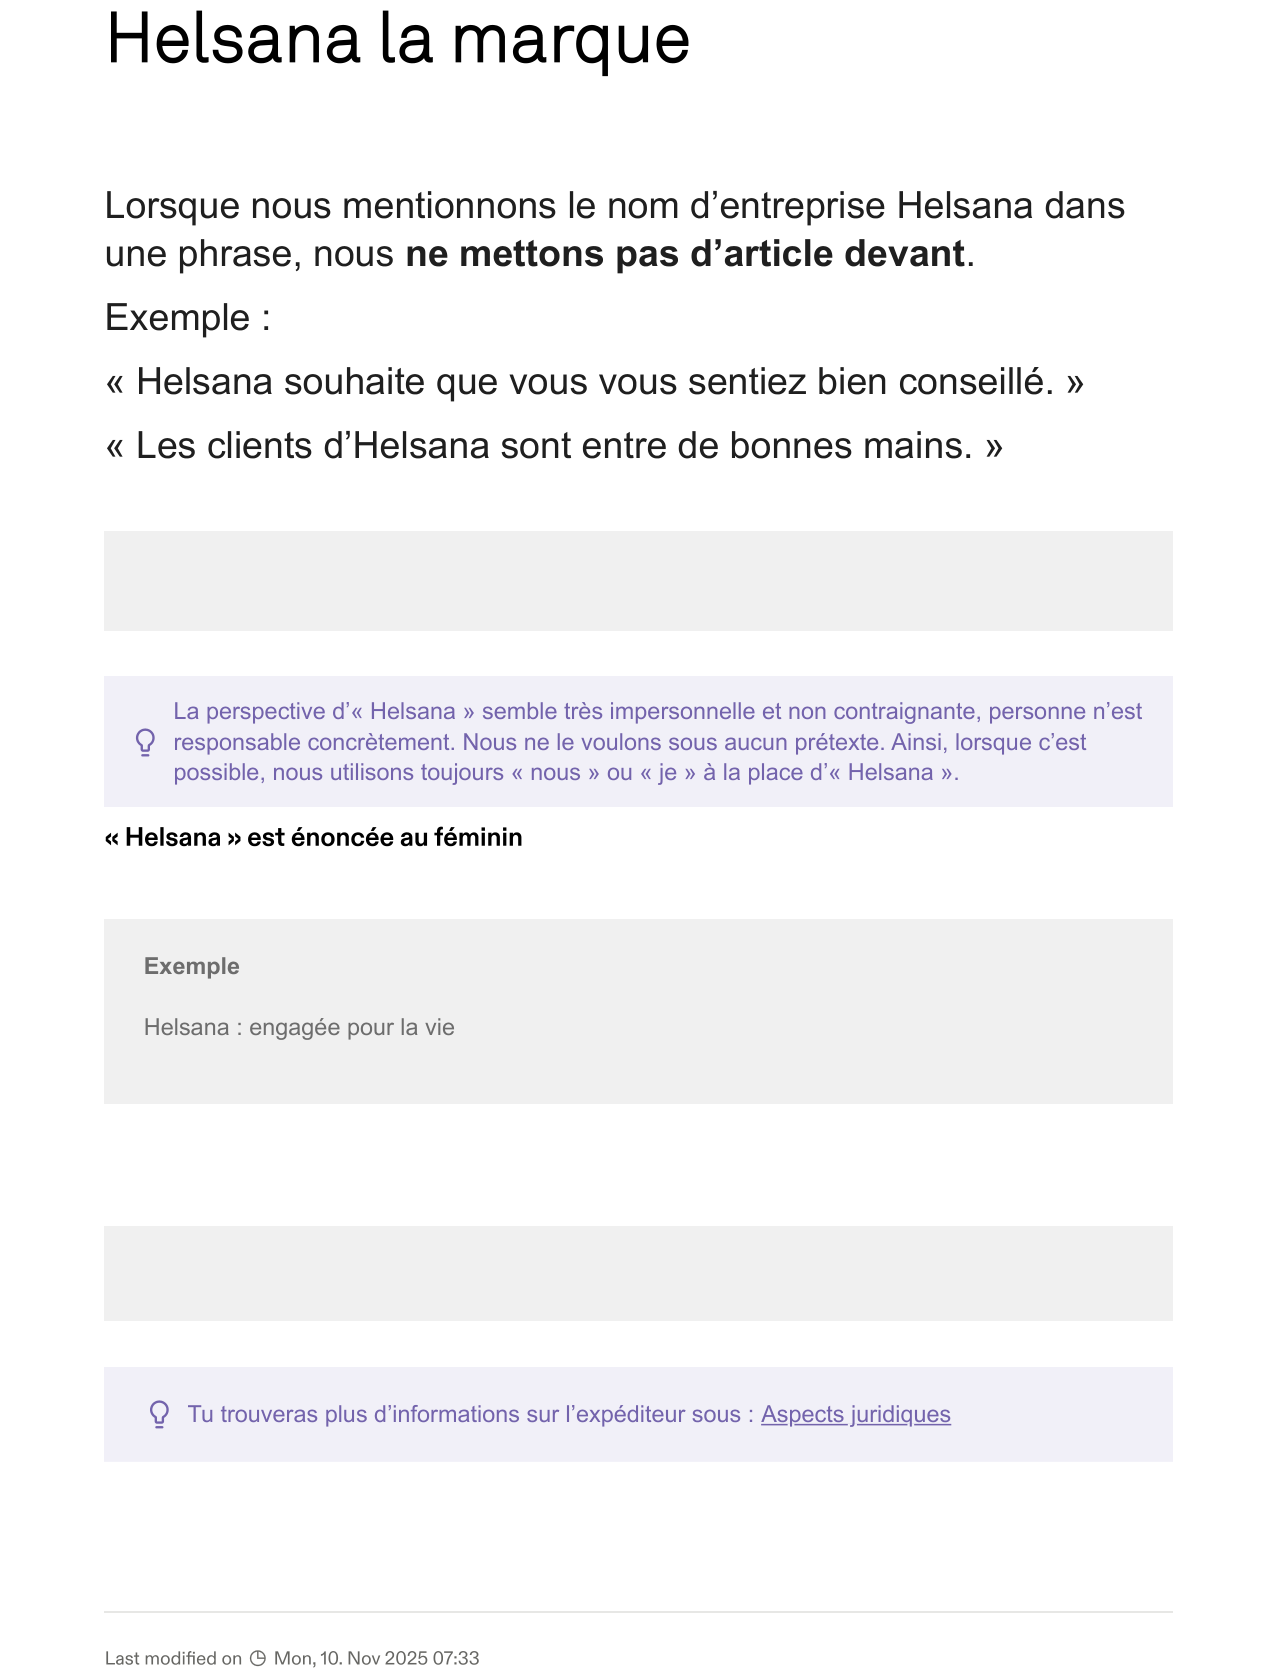 Helsana la marque
Lorsque nous mentionnons le nom d’entreprise Helsana dans
une phrase, nous ne mettons pas d’article devant.
Exemple :
« Helsana souhaite que vous vous sentiez bien conseillé. »
« Les clients d’Helsana sont entre de bonnes mains. »
La perspective d’« Helsana » semble très impersonnelle et non contraignante, personne n’est
responsable concrètement. Nous ne le voulons sous aucun prétexte. Ainsi, lorsque c’est
possible, nous utilisons toujours « nous » ou « je » à la place d’« Helsana ».
« Helsana » est énoncée au féminin
Exemple
Helsana : engagée pour la vie
Tu trouveras plus d’informations sur l’expéditeur sous : Aspects juridiques
Last modified on Mon, 10. Nov 2025 07:33